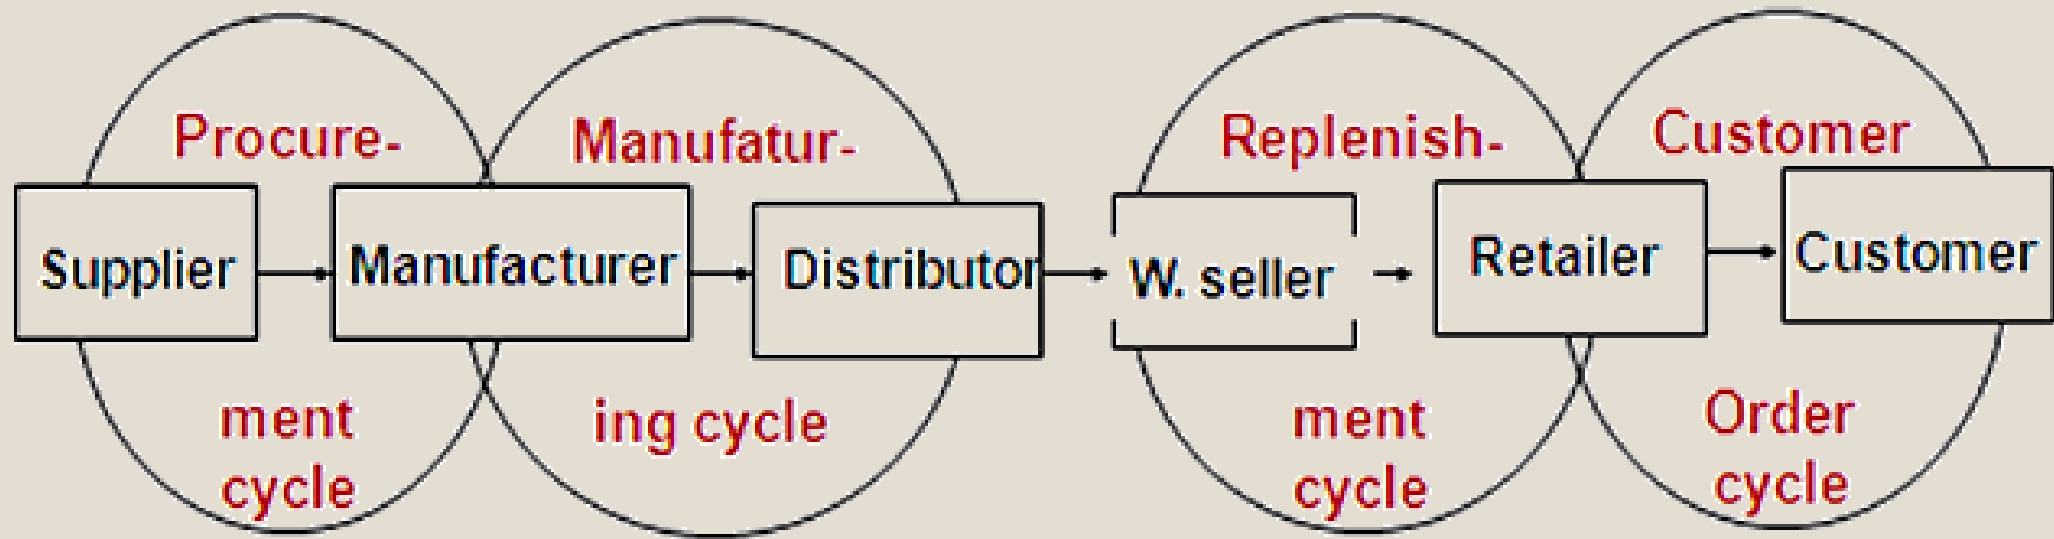 Procure-
Manufatur-
Replenish-
Customer
Supplier
Manufacturer
Distributor
W. seller
Retailer
Customer
ment
cycle
ing cycle
ment
cycle
Order
cycle